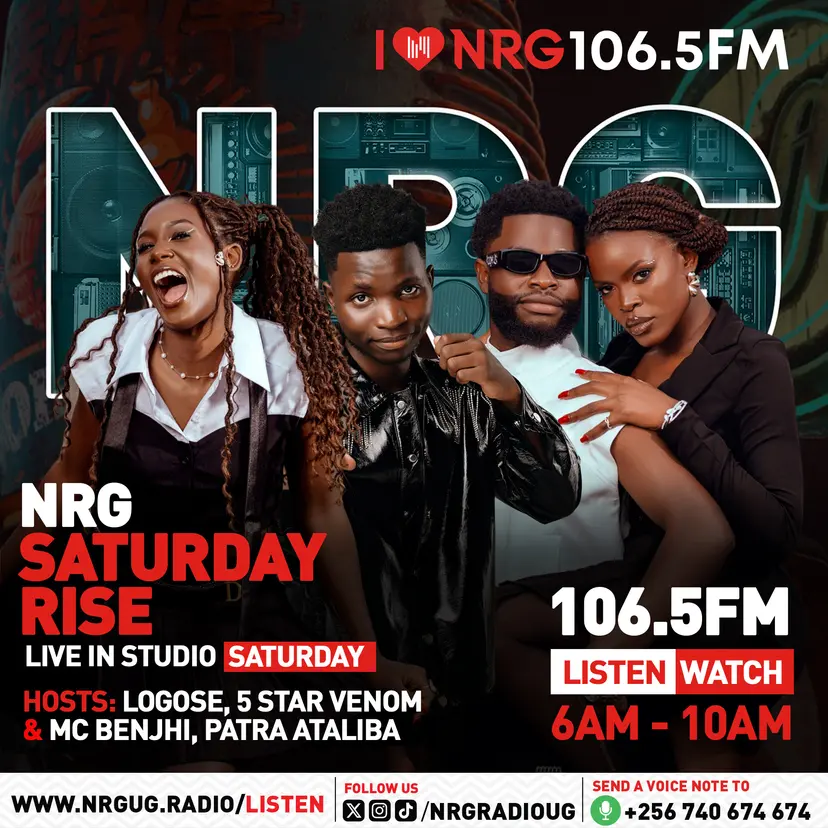 I NRG106.5FM
NRG
NRG
SATURDAY
RISE
LIVE IN STUDIO SATURDAY
HOSTS: LOGOSE, 5 STAR VENOM
& MC BENJHI, PATRA ATALIBA
106.5FM
LISTEN WATCH
6AM - 10AM
WWW.NRGUG.RADIO/LISTEN
FOLLOW US
/NRGRADIOUG
SEND A VOICE NOTE TO
+256 740 674 674